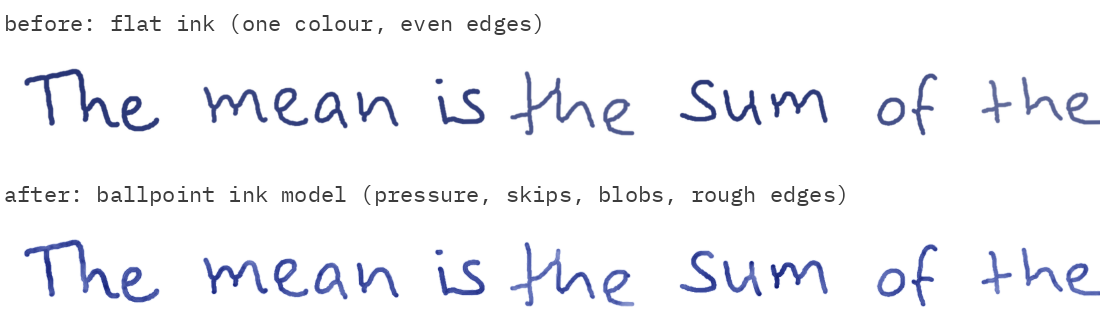 before: flat ink (one colour, even edges)
The mean is the sum of the
after: ballpoint ink model (pressure, skips, blobs, rough edges)
The mean is the sum of the